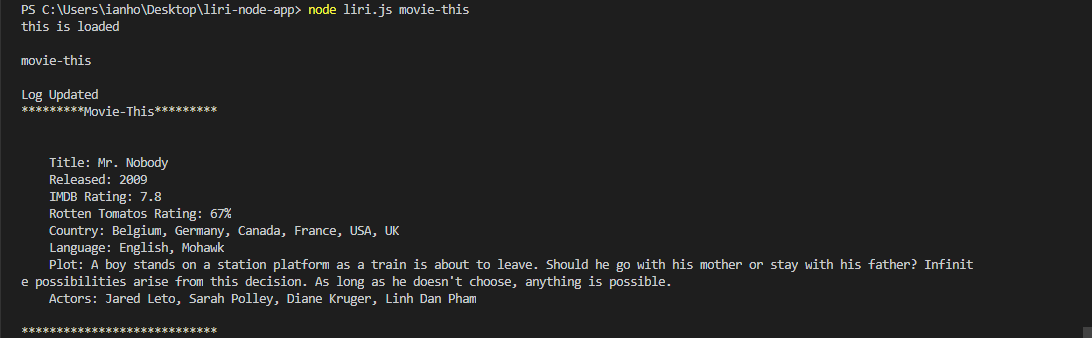 PS C:\Users\ianho\Desktop\liri-node-app> node liri.js movie-this
this is loaded
movie-this
Log Updated
*********Movie-This*********
Title: Mr. Nobody
Released: 2009
IMDB Rating: 7.8
Rotten Tomatos Rating: 67%
Country: Belgium, Germany, Canada, France, USA, UK
Language: English, Mohawk
Plot: A boy stands on a station platform as a train is about to leave. Should he go with his mother or stay with his father? Infinit
e possibilities arise from this decision. As long as he doesn't choose, anything is possible.
Actors: Jared Leto, Sarah Polley, Diane Kruger, Linh Dan Pham
****************************